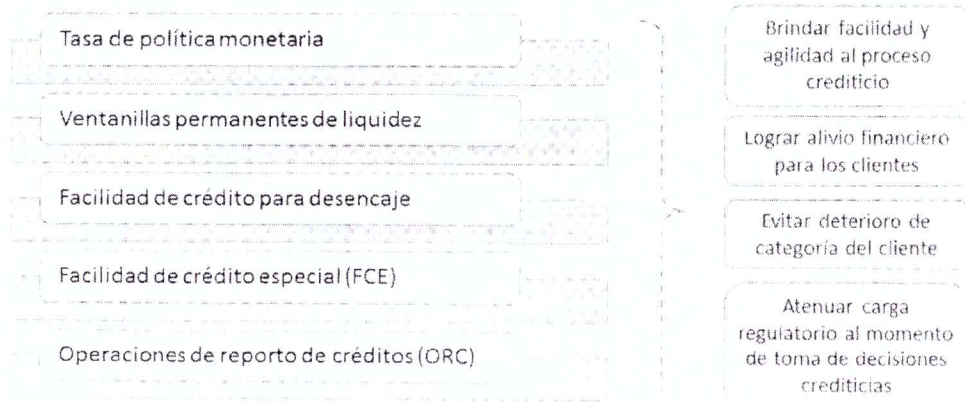 Tasa de política monetaria
Ventanillas permanentes de liquidez
Facilidad de crédito para desencaje
Facilidad de crédito especial (FCE)
Operaciones de reporto de créditos (ORC)
Brindar facilidad y
agilidad al proceso
crediticio
Lograr alivio financiero
para los clientes
Evitar deterioro de
categoría del cliente
Atenuar carga
regulatorio al momento
de toma de decisiones
crediticias